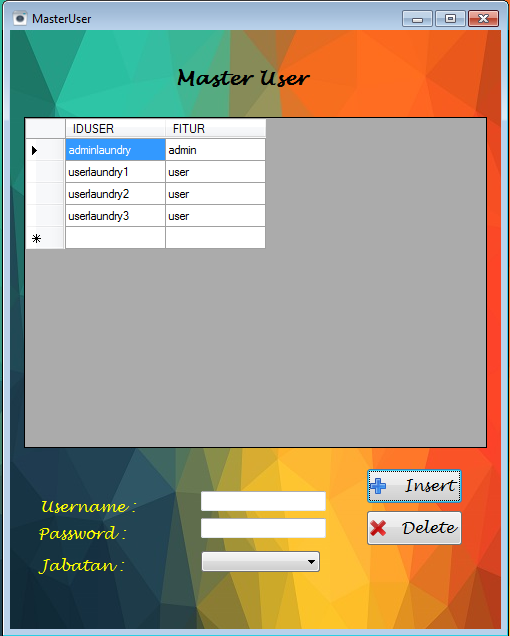 MasterUser
Master User
IDUSER FITUR
adminlaundry admin
userlaundry1 user
userlaundry2 user
userlaundry3 user
Username :
Password :
Jabatan :
Insert
Delete